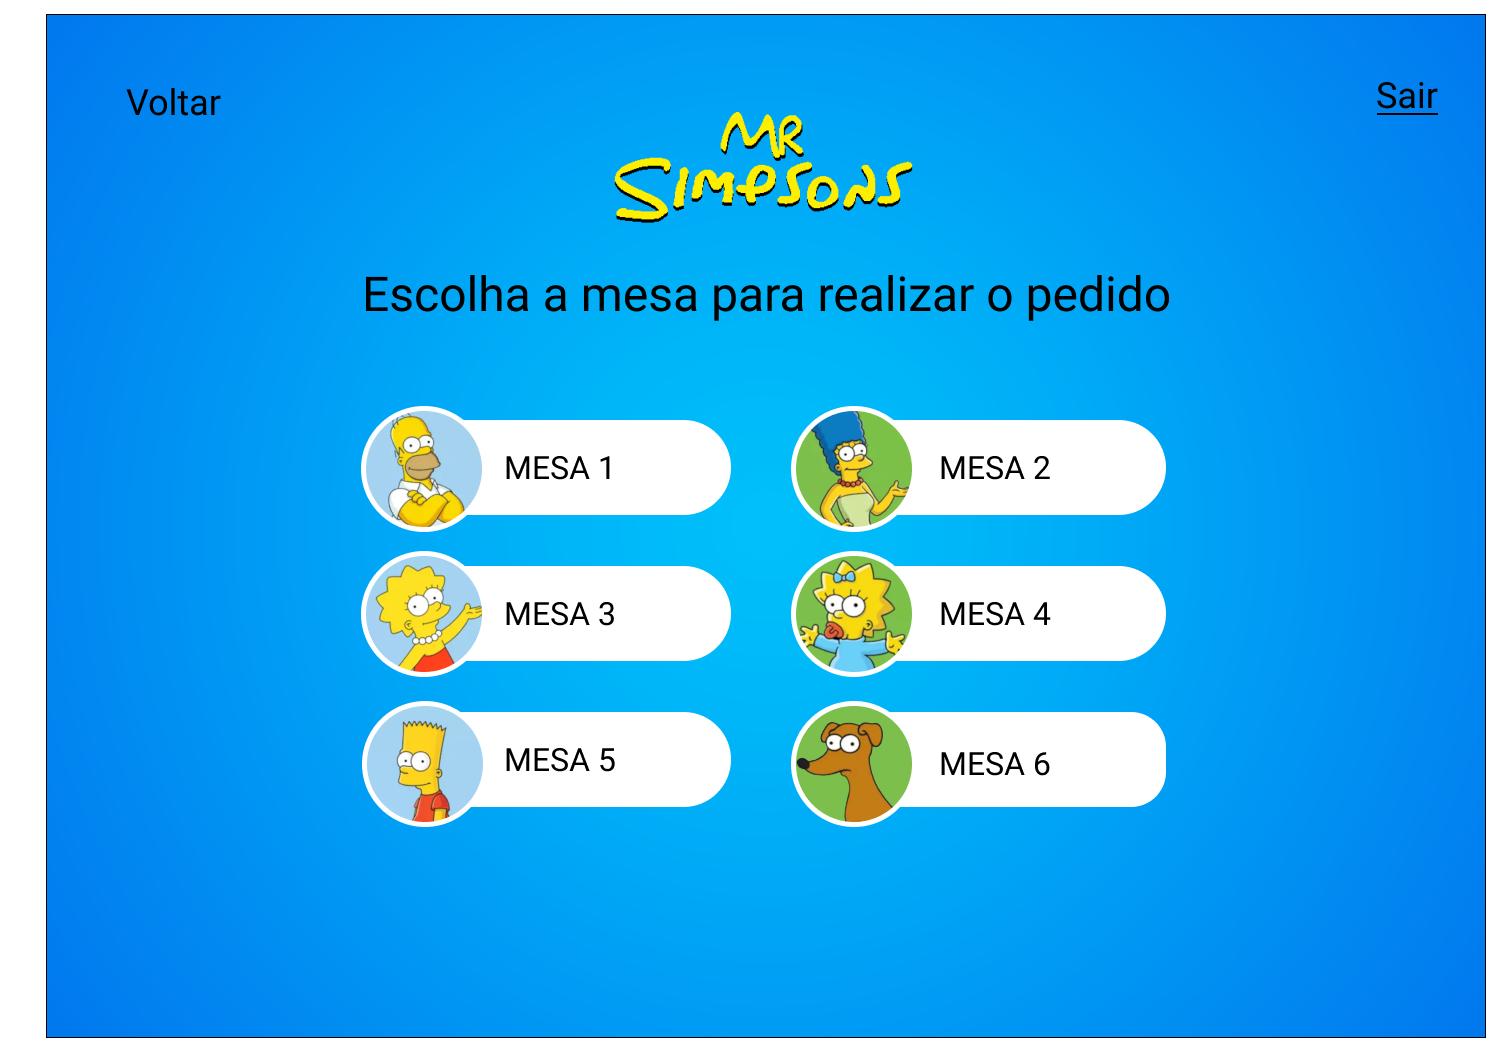 Voltar
Sair
MR
SIMPSONS
Escolha a mesa para realizar o pedido
MESA 1
MESA 2
MESA 3
MESA 4
MESA 5
MESA 6